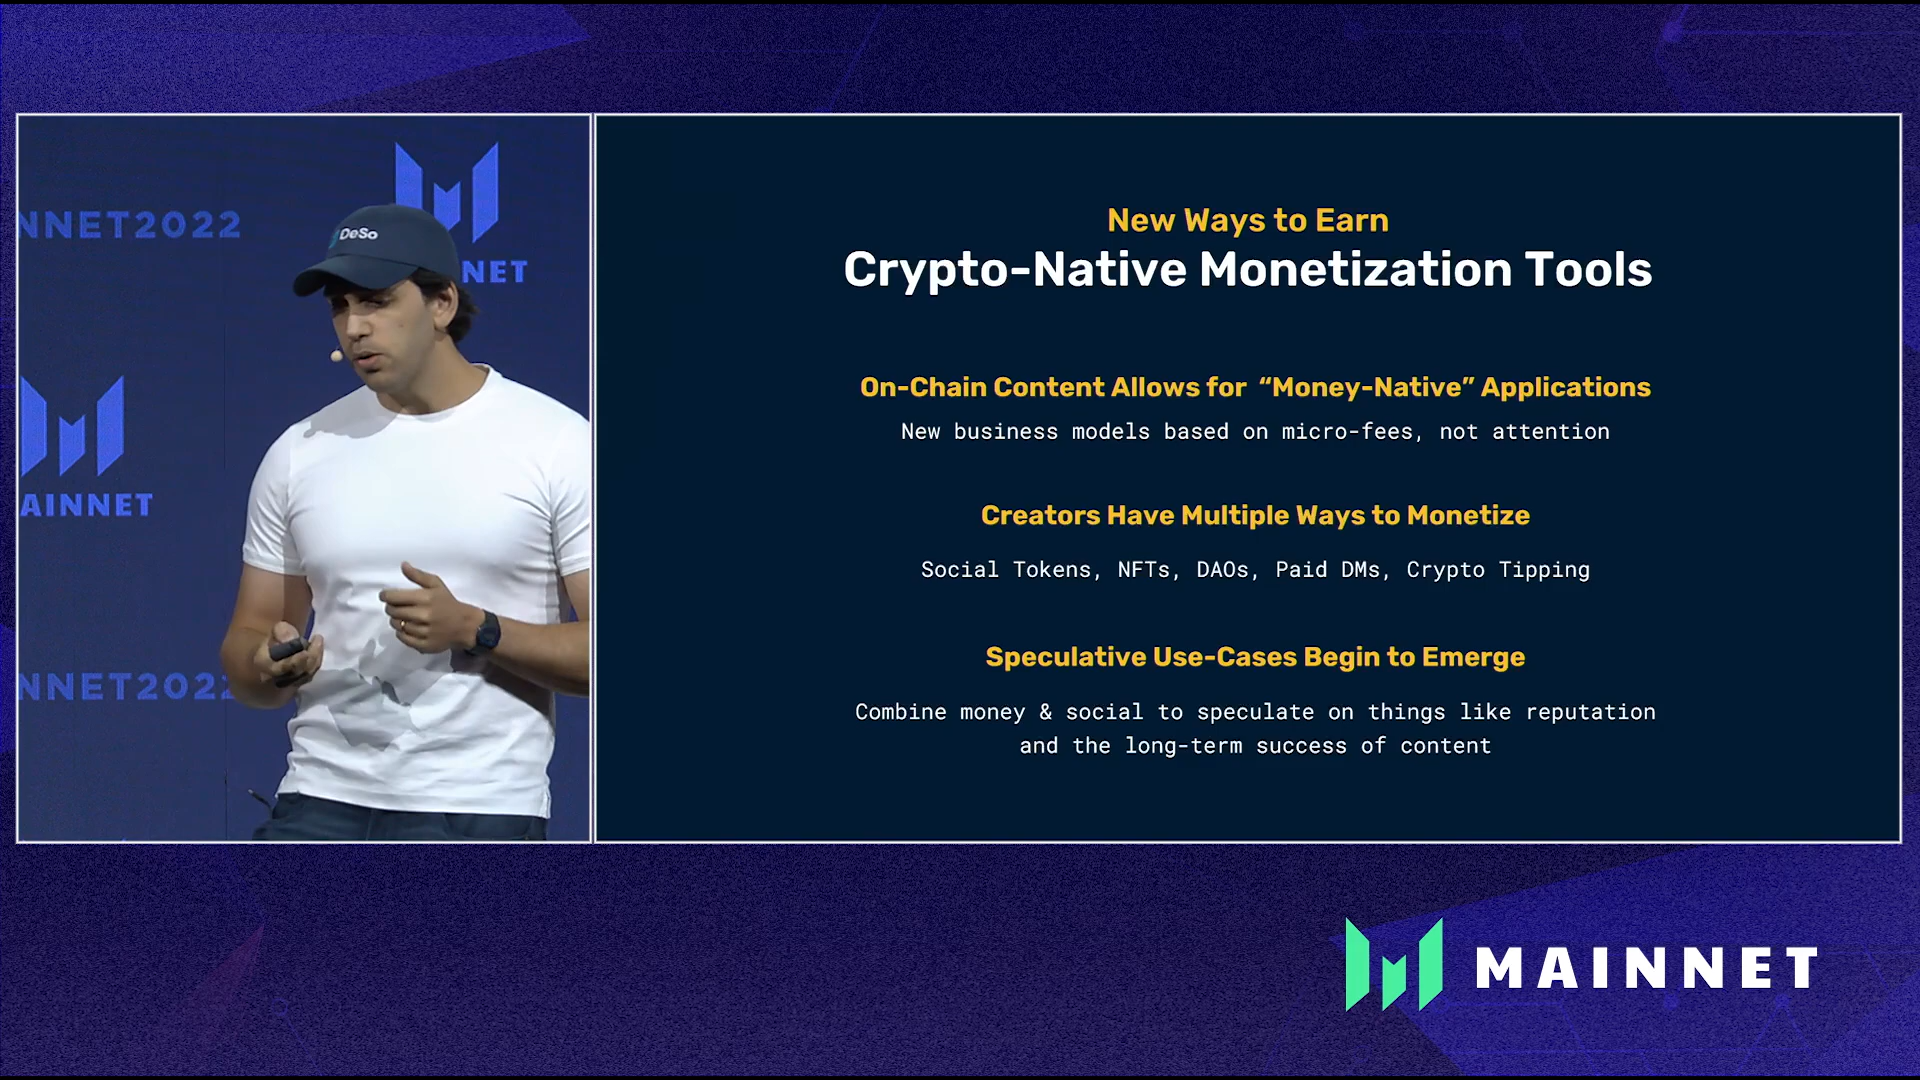 NNET2022
NET
DeSo
AINNET
NNET202
New Ways to Earn
Crypto-Native Monetization Tools
On-Chain Content Allows for “Money-Native” Applications
New business models based on micro-fees, not attention
Creators Have Multiple Ways to Monetize
Social Tokens, NFTs, DAOs, Paid DMs, Crypto Tipping
Speculative Use-Cases Begin to Emerge
Combine money & social to speculate on things like reputation
and the long-term success of content
MAINNET